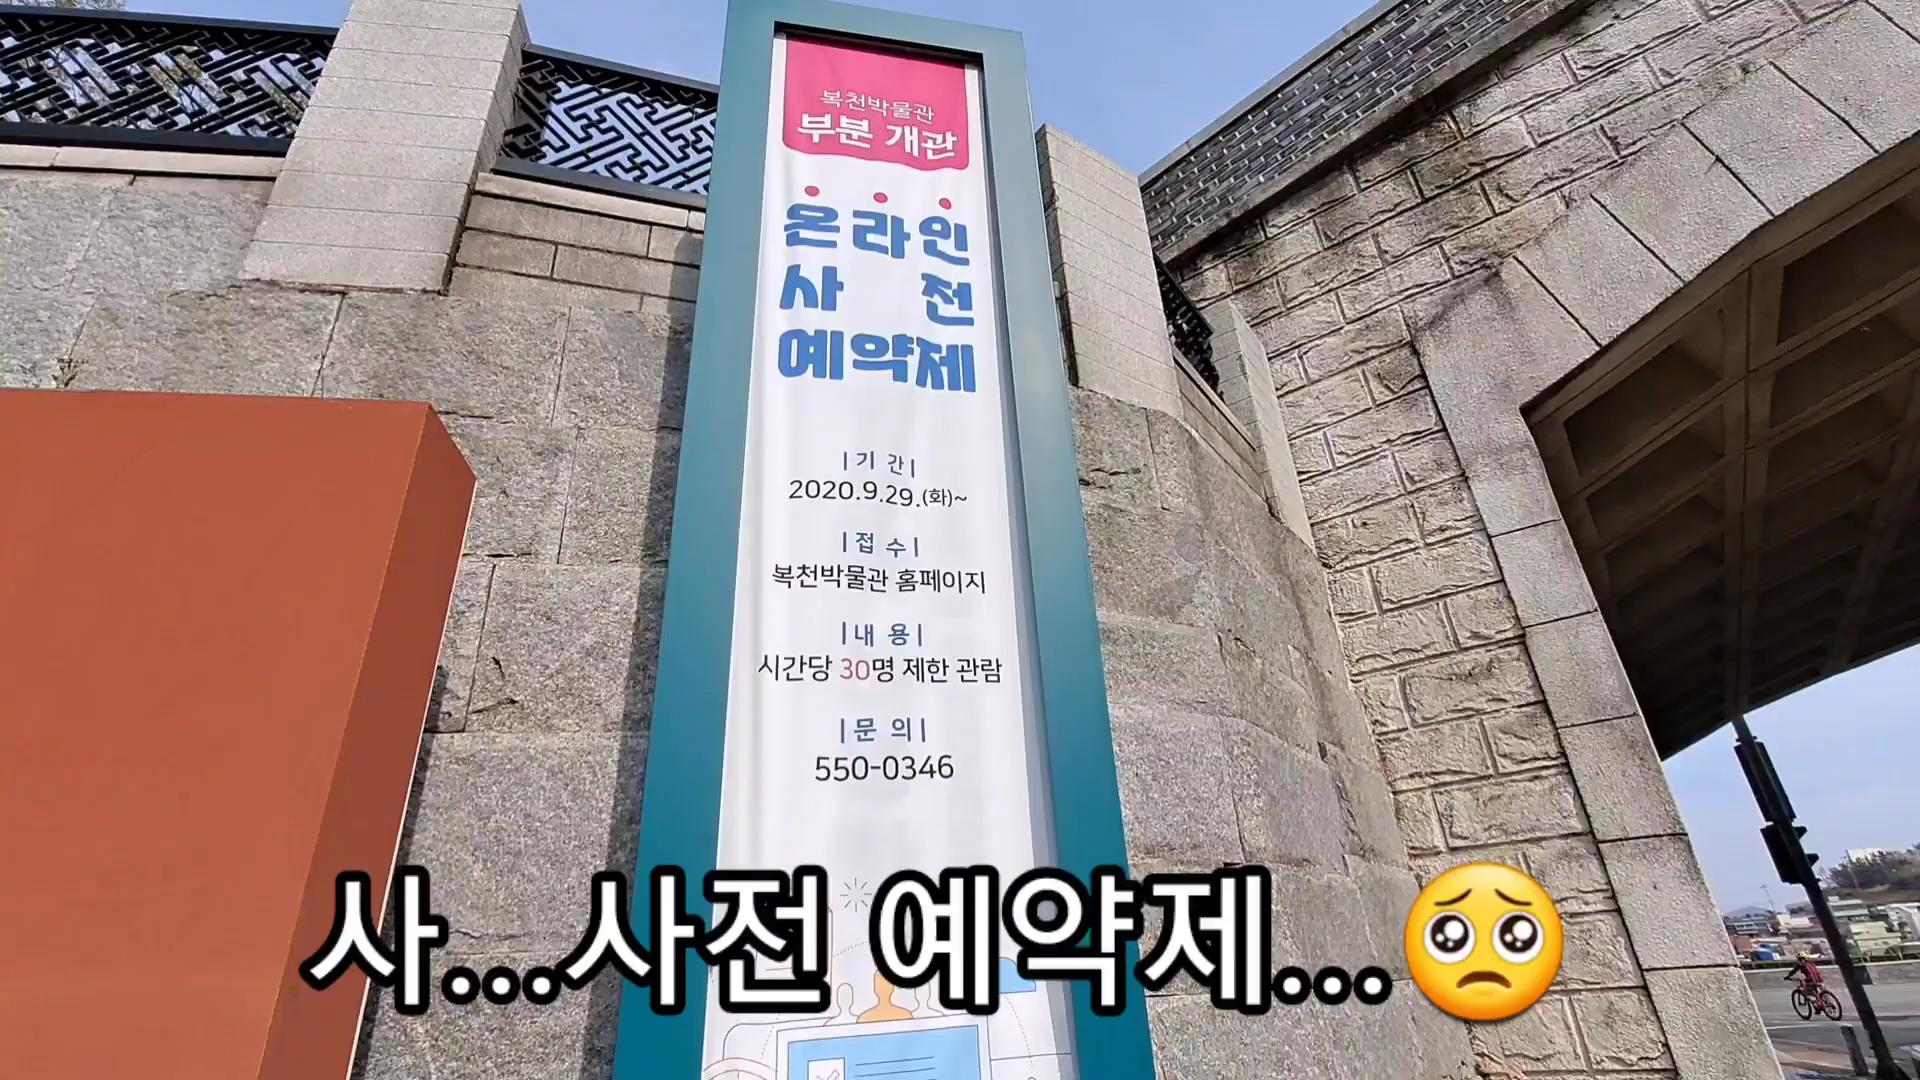 복천박물관
부분 개관
온라인
사 전
예약제
|기 간|
2020.9.29.(화)~
|접 수|
복천박물관 홈페이지
|내 용|
시간당 30명 제한 관람
|문 의|
550-0346
사...사전 예약제...🥺